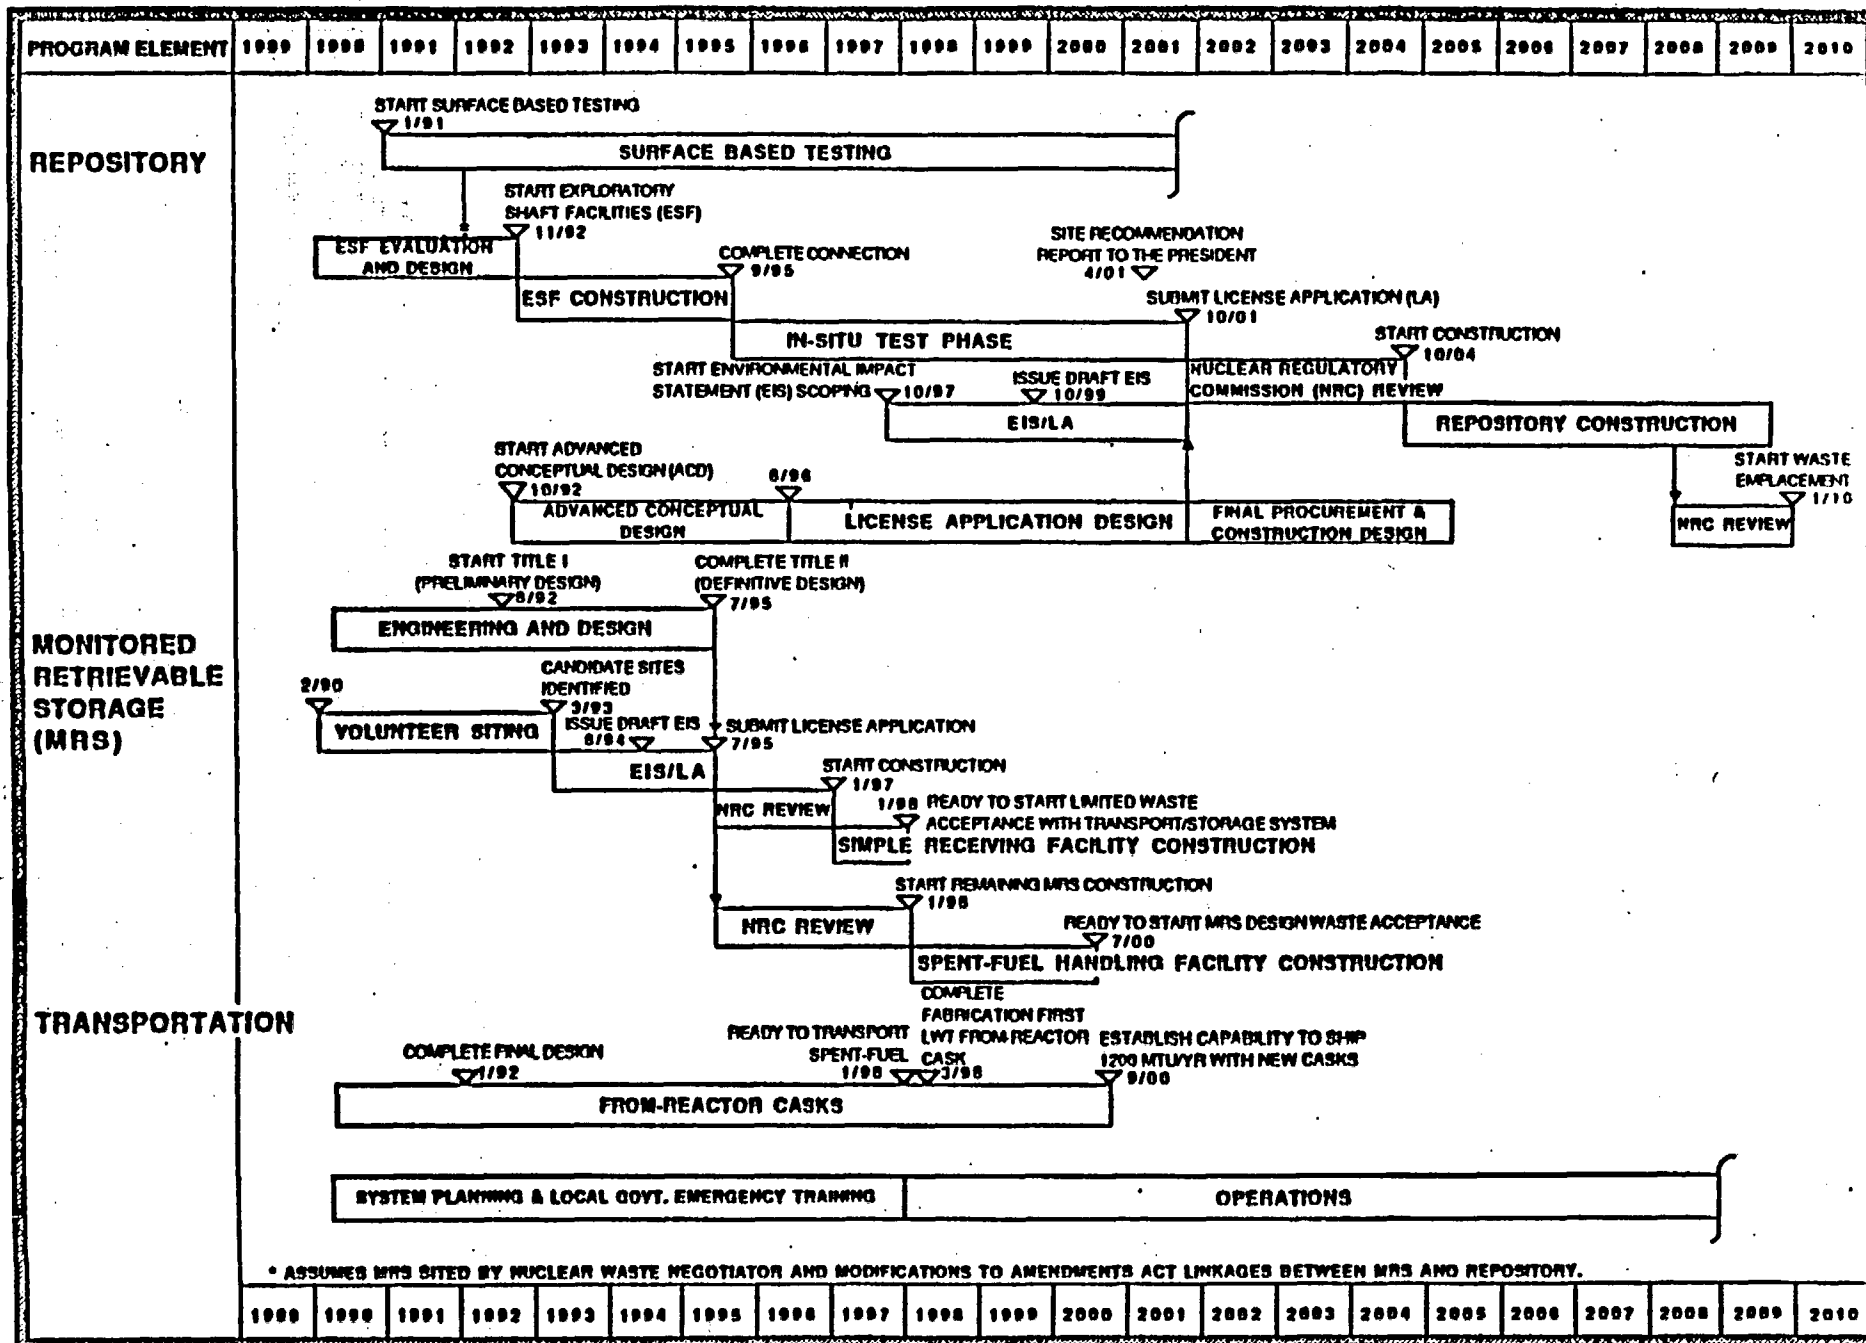 PROGRAM ELEMENT 1989 1990 1991 1992 1993 1994 1995 1996 1997 1998 1999 2000 2001 2002 2003 2004 2005 2006 2007 2008 2009 2010
REPOSITORY
START SURFACE BASED TESTING
1/91
SURFACE BASED TESTING
START EXPLORATORY
SHAFT FACILITIES (ESF)
11/92
ESF EVALUATION
AND DESIGN
COMPLETE CONNECTION
9/95
ESF CONSTRUCTION
SITE RECOMMENDATION
REPORT TO THE PRESIDENT
4/01
SUBMIT LICENSE APPLICATION (LA)
10/01
IN-SITU TEST PHASE
START CONSTRUCTION
10/04
START ENVIRONMENTAL IMPACT
STATEMENT (EIS) SCOPING 10/97
ISSUE DRAFT EIS
10/99
NUCLEAR REGULATORY
COMMISSION (NRC) REVIEW
EIS/LA
REPOSITORY CONSTRUCTION
START ADVANCED
CONCEPTUAL DESIGN (ACD)
10/92
6/96
START WASTE
EMPLACEMENT
1/10
ADVANCED CONCEPTUAL
DESIGN
LICENSE APPLICATION DESIGN
FINAL PROCUREMENT &
CONSTRUCTION DESIGN
NRC REVIEW
MONITORED
RETRIEVABLE
STORAGE
(MRS)
START TITLE I
(PRELIMINARY DESIGN)
8/92
COMPLETE TITLE II
(DEFINITIVE DESIGN)
7/95
ENGINEERING AND DESIGN
2/90
CANDIDATE SITES
IDENTIFIED
3/93
VOLUNTEER SITING
ISSUE DRAFT EIS
8/94
SUBMIT LICENSE APPLICATION
7/95
EIS/LA
START CONSTRUCTION
1/97
NRC REVIEW
1/98 READY TO START LIMITED WASTE
ACCEPTANCE WITH TRANSPORT/STORAGE SYSTEM
SIMPLE RECEIVING FACILITY CONSTRUCTION
START REMAINING MRS CONSTRUCTION
1/98
NRC REVIEW
READY TO START MRS DESIGN WASTE ACCEPTANCE
7/00
SPENT-FUEL HANDLING FACILITY CONSTRUCTION
TRANSPORTATION
COMPLETE FINAL DESIGN
1/92
READY TO TRANSPORT
SPENT-FUEL
1/98
COMPLETE
FABRICATION FIRST
LWT FROM-REACTOR
CASK
3/98
ESTABLISH CAPABILITY TO SHIP
1200 MTU/YR WITH NEW CASKS
9/00
FROM-REACTOR CASKS
SYSTEM PLANNING & LOCAL GOVT. EMERGENCY TRAINING
OPERATIONS
* ASSUMES MRS SITED BY NUCLEAR WASTE NEGOTIATOR AND MODIFICATIONS TO AMENDMENTS ACT LINKAGES BETWEEN MRS AND REPOSITORY.
1989 1990 1991 1992 1993 1994 1995 1996 1997 1998 1999 2000 2001 2002 2003 2004 2005 2006 2007 2008 2009 2010